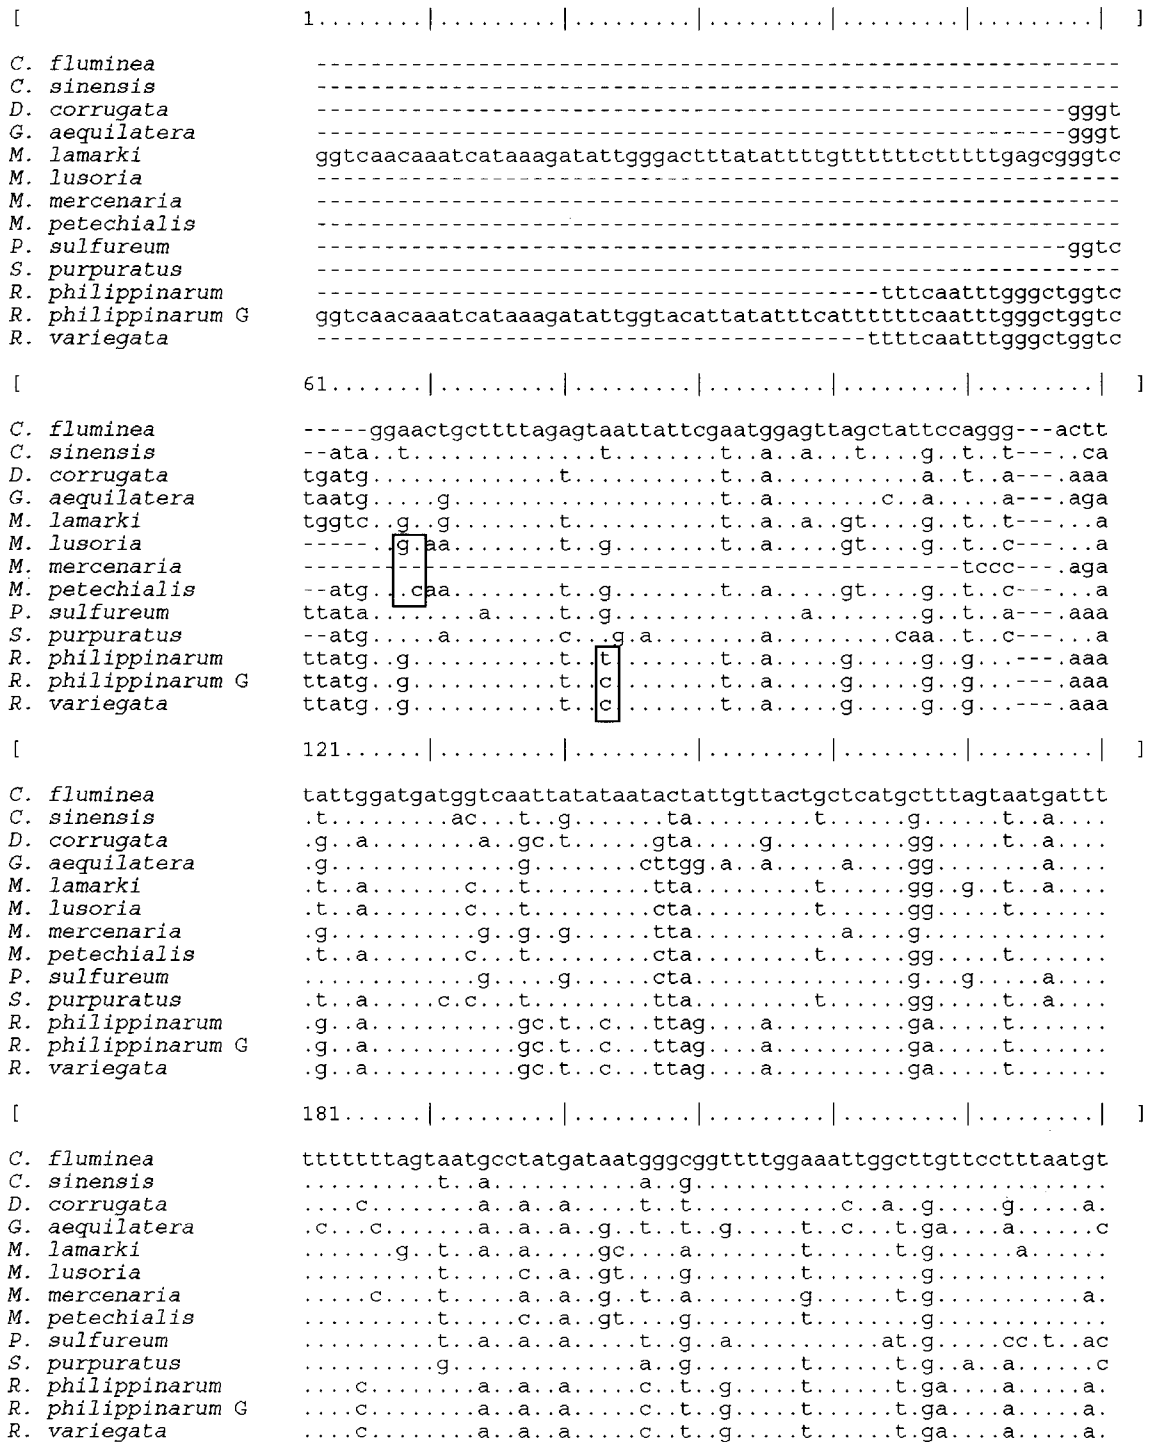 [ 1........|.........|.........|.........|.........|.........| ]
C. fluminea ------------------------------------------------------------
C. sinensis ------------------------------------------------------------
D. corrugata --------------------------------------------------------gggt
G. aequilatera --------------------------------------------------------gggt
M. lamarki ggtcaacaaatcataaagatattgggactttatattttgttttttctttttgagcgggtc
M. lusoria ------------------------------------------------------------
M. mercenaria ------------------------------------------------------------
M. petechialis ------------------------------------------------------------
P. sulfureum --------------------------------------------------------ggtc
S. purpuratus ------------------------------------------------------------
R. philippinarum ------------------------------------------tttcaatttgggctggtc
R. philippinarum G ggtcaacaaatcataaagatattggtacattatatttcattttttcaatttgggctggtc
R. variegata -----------------------------------------ttttcaatttgggctggtc
[ 61.......|.........|.........|.........|.........|.........| ]
C. fluminea -----ggaactgcttttagagtaattattcgaatggagttagctattccaggg---actt
C. sinensis --ata..t..............t........t..a..a...t....g..t..t---..ca
D. corrugata tgatg..............t...........t..a...........a..t..a---.aaa
G. aequilatera taatg.....g....................t..a........c..a.....a---.aga
M. lamarki tggtc..g..g........t...........t..a..a..gt....g..t..t---...a
M. lusoria -----..g.aa........t..g........t..a.....gt....g..t..c---...a
M. mercenaria -------------------------------------------------tccc---.aga
M. petechialis --atg...caa........t..g........t..a.....gt....g..t..c---...a
P. sulfureum ttata........a.....t..g..............a........g..t..a---.aaa
S. purpuratus --atg.....a........c...g.a........a.........caa..t..c---...a
R. philippinarum ttatg..g...........t..t........t..a.....g.....g..g...---.aaa
R. philippinarum G ttatg..g...........t..c........t..a.....g.....g..g...---.aaa
R. variegata ttatg..g...........t..c........t..a.....g.....g..g...---.aaa
[ 121......|.........|.........|.........|.........|.........| ]
C. fluminea tattggatgatggtcaattatataatactattgttactgctcatgctttagtaatgattt
C. sinensis .t.........ac...t..g.......ta.........t......g......t..a....
D. corrugata .g..a........a..gc.t......gta.....g..........gg.....t..a....
G. aequilatera .g..............g........cttgg.a..a.....a....gg........a....
M. lamarki .t..a.......c...t.........tta.........t......gg..g..t..a....
M. lusoria .t..a.......c...t.........cta.........t......gg.....t.......
M. mercenaria .g...........g..g..g......tta...........a....g..............
M. petechialis .t..a.......c...t.........cta.........t......gg.....t.......
P. sulfureum .............g.....g......cta................g...g.....a....
S. purpuratus .t..a.....c.c...t.........tta.........t......gg.....t..a....
R. philippinarum .g..a...........gc.t..c...ttag....a..........ga.....t.......
R. philippinarum G .g..a...........gc.t..c...ttag....a..........ga.....t.......
R. variegata .g..a...........gc.t..c...ttag....a..........ga.....t.......
[ 181......|.........|.........|.........|.........|.........| ]
C. fluminea tttttttagtaatgcctatgataatgggcggttttggaaattggcttgttcctttaatgt
C. sinensis ..........t..a...........a..g...............................
D. corrugata ....c........a..a..a.....t..t...........c..a..g.....g.....a.
G. aequilatera .c...c.......a..a..a..g..t..t..g.....t..c...t.ga....a......c
M. lamarki .......g..t..a..a.....gc....a........t......t.g......a......
M. lusoria ..........t.....c..a..gt....g........t........g.............
M. mercenaria .....c....t.....a..a..g..t..a........g......t.g...........a.
M. petechialis ..........t.....c..a..gt....g........t........g.............
P. sulfureum ..........t..a..a..a.....t..g..a...........at.g.....cc.t..ac
S. purpuratus ..........g..............a..g........t......t.g..a..a......c
R. philippinarum ....c........a..a..a.....c..t..g.....t......t.ga....a.....a.
R. philippinarum G ....c........a..a..a.....c..t..g.....t......t.ga....a.....a.
R. variegata ....c........a..a..a.....c..t..g.....t......t.ga....a.....a.